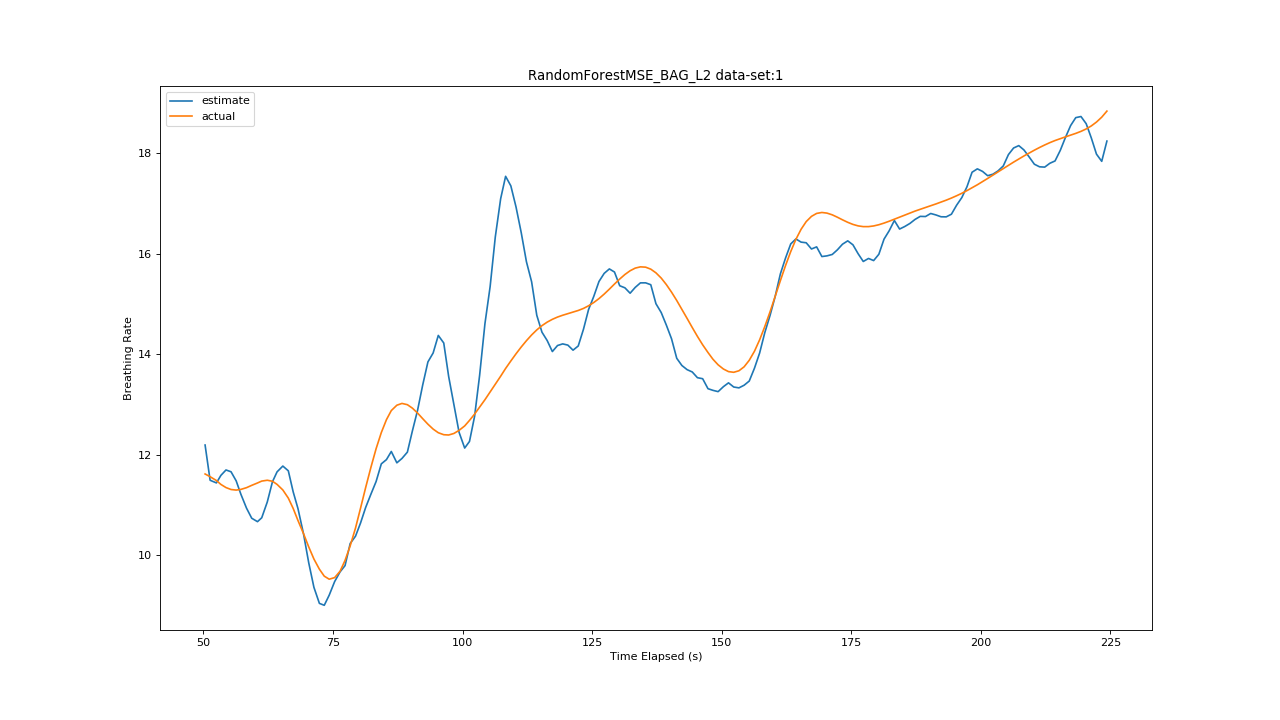 RandomForestMSE_BAG_L2 data-set:1
estimate
actual
18
16
14
12
10
Breathing Rate
50 75 100 125 150 175 200 225
Time Elapsed (s)